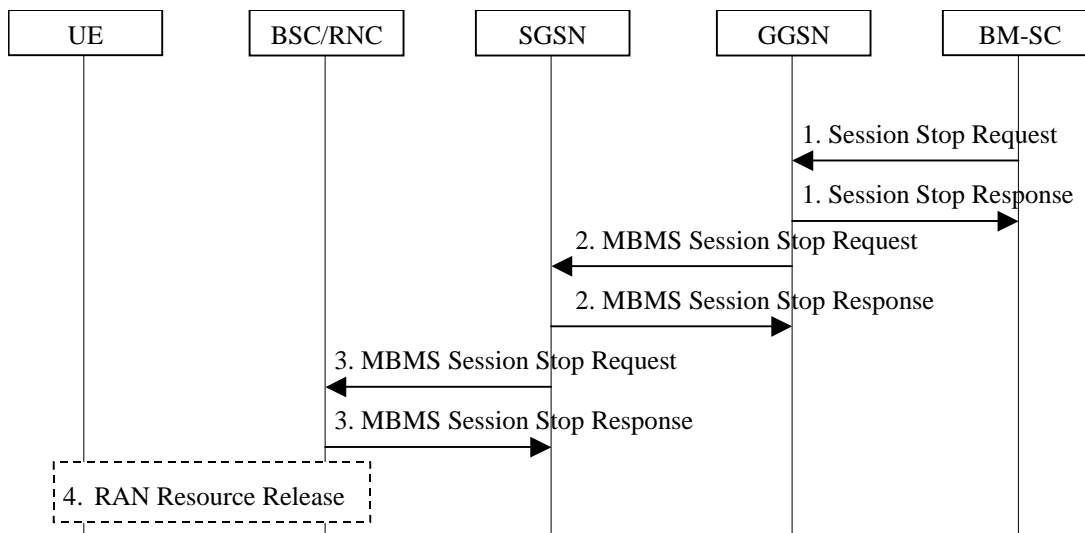 UE
BSC/RNC
SGSN
GGSN
BM-SC
1. Session Stop Request
1. Session Stop Response
2. MBMS Session Stop Request
2. MBMS Session Stop Response
3. MBMS Session Stop Request
3. MBMS Session Stop Response
4. RAN Resource Release